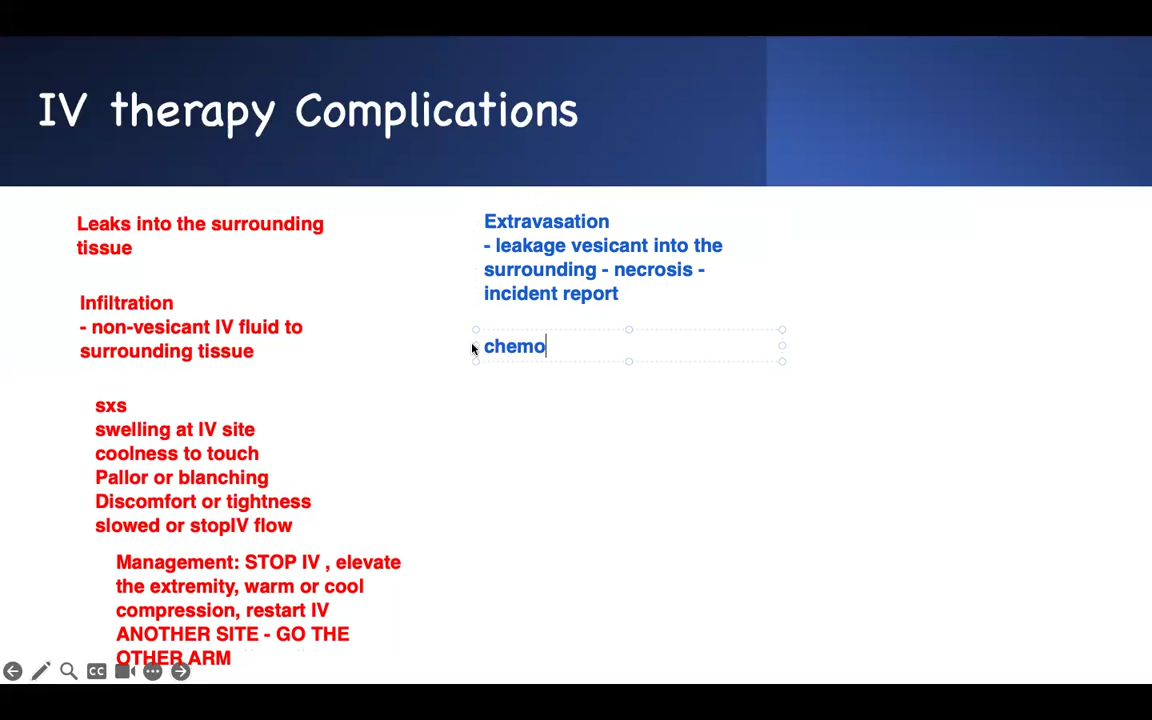 IV therapy Complications
Leaks into the surrounding
tissue
Infiltration
- non-vesicant IV fluid to
surrounding tissue
sxs
swelling at IV site
coolness to touch
Pallor or blanching
Discomfort or tightness
slowed or stopIV flow
Management: STOP IV , elevate
the extremity, warm or cool
compression, restart IV
ANOTHER SITE - GO THE
OTHER ARM
Extravasation
- leakage vesicant into the
surrounding - necrosis -
incident report
chemo
CC